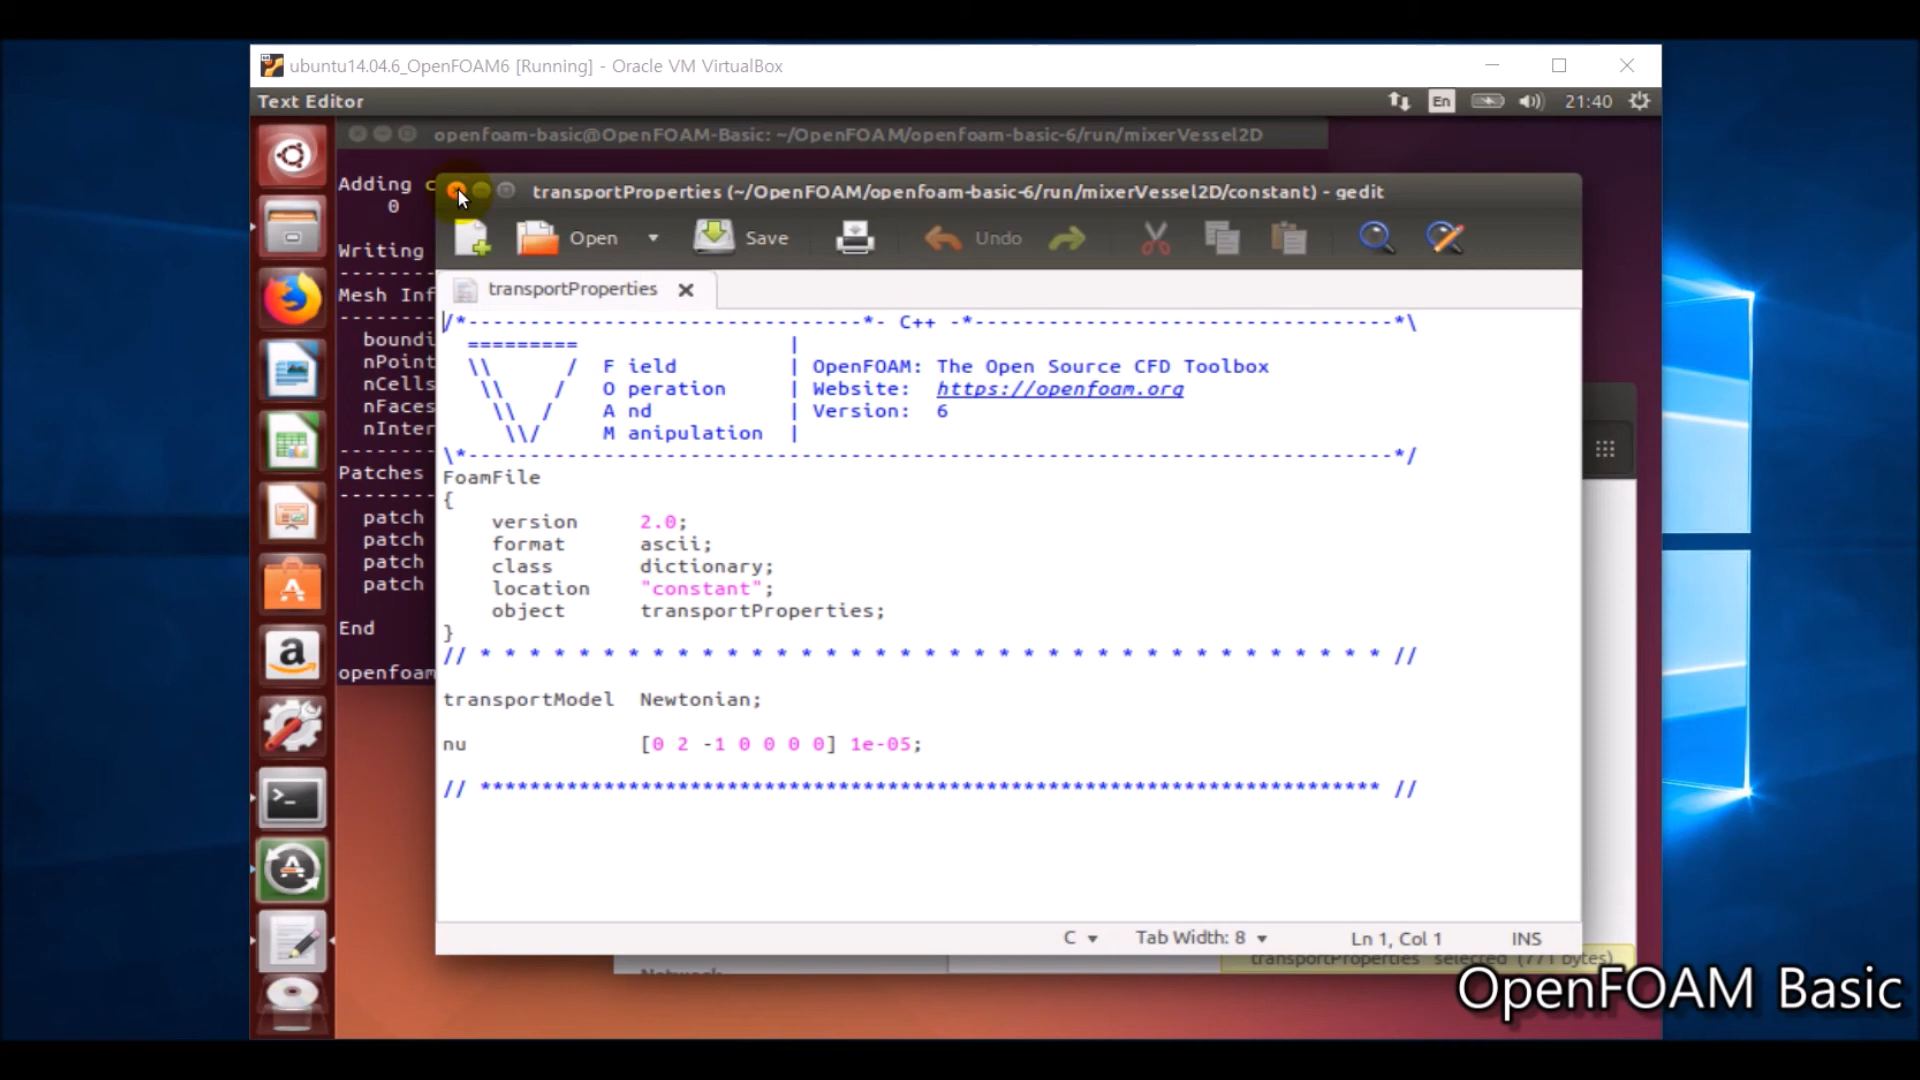 ubuntu14.04.6_OpenFOAM6 [Running] - Oracle VM VirtualBox
Text Editor
En
21:40
openfoam-basic@OpenFOAM-Basic: ~/OpenFOAM/openfoam-basic-6/run/mixerVessel2D
Adding
0
Writing
Mesh Inf
boundi
nPoint
nCells
nFaces
nInter
Patches
patch
patch
patch
patch
End
openfoam
transportProperties (~/OpenFOAM/openfoam-basic-6/run/mixerVessel2D/constant) - gedit
Open
Save
Undo
transportProperties
/*--------------------------------*- C++ -*----------------------------------*\
=========                 |
\\      /  F ield         | OpenFOAM: The Open Source CFD Toolbox
\\    /   O peration     | Website:  https://openfoam.org
\\  /    A nd           | Version:  6
\\/     M anipulation  |
\*---------------------------------------------------------------------------*/
FoamFile
{
version     2.0;
format      ascii;
class       dictionary;
location    "constant";
object      transportProperties;
}
// * * * * * * * * * * * * * * * * * * * * * * * * * * * * * * * * * * * * * //
transportModel  Newtonian;
nu              [0 2 -1 0 0 0 0] 1e-05;
// ************************************************************************* //
C
Tab Width: 8
Ln 1, Col 1
INS
Network
transportProperties selected (771 bytes)
OpenFOAM Basic